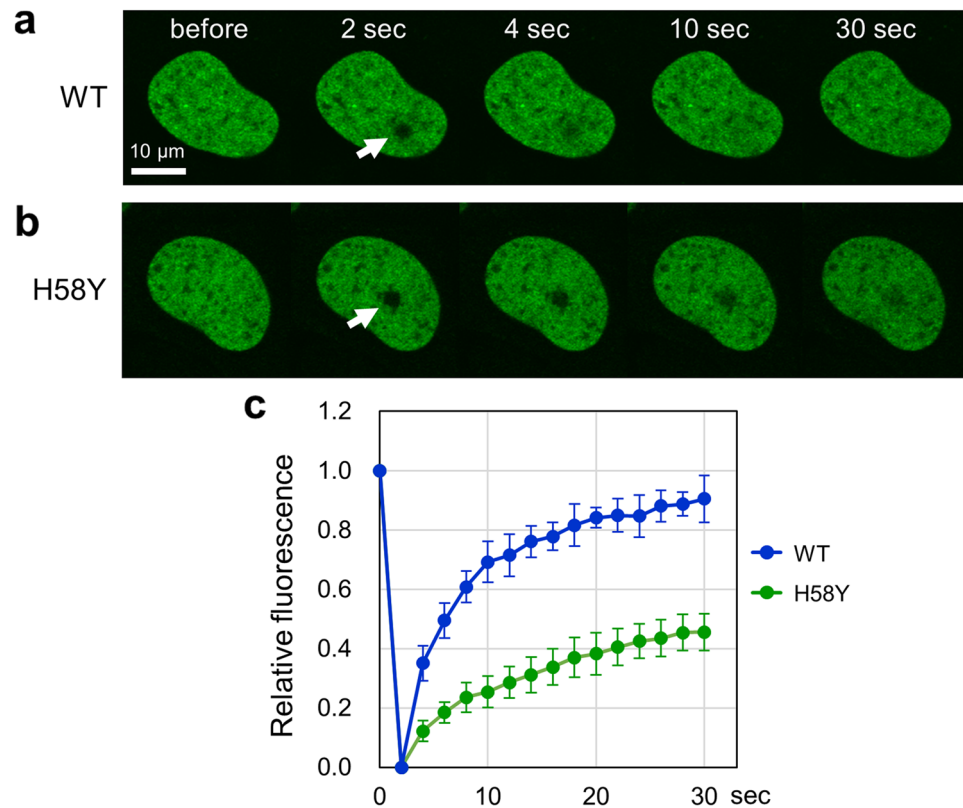 a
before 2 sec 4 sec 10 sec 30 sec
WT
10 µm
b
H58Y
c
1.2
1.0
0.8
0.6
0.4
0.2
0.0
Relative fluorescence
0 10 20 30 sec
WT
H58Y